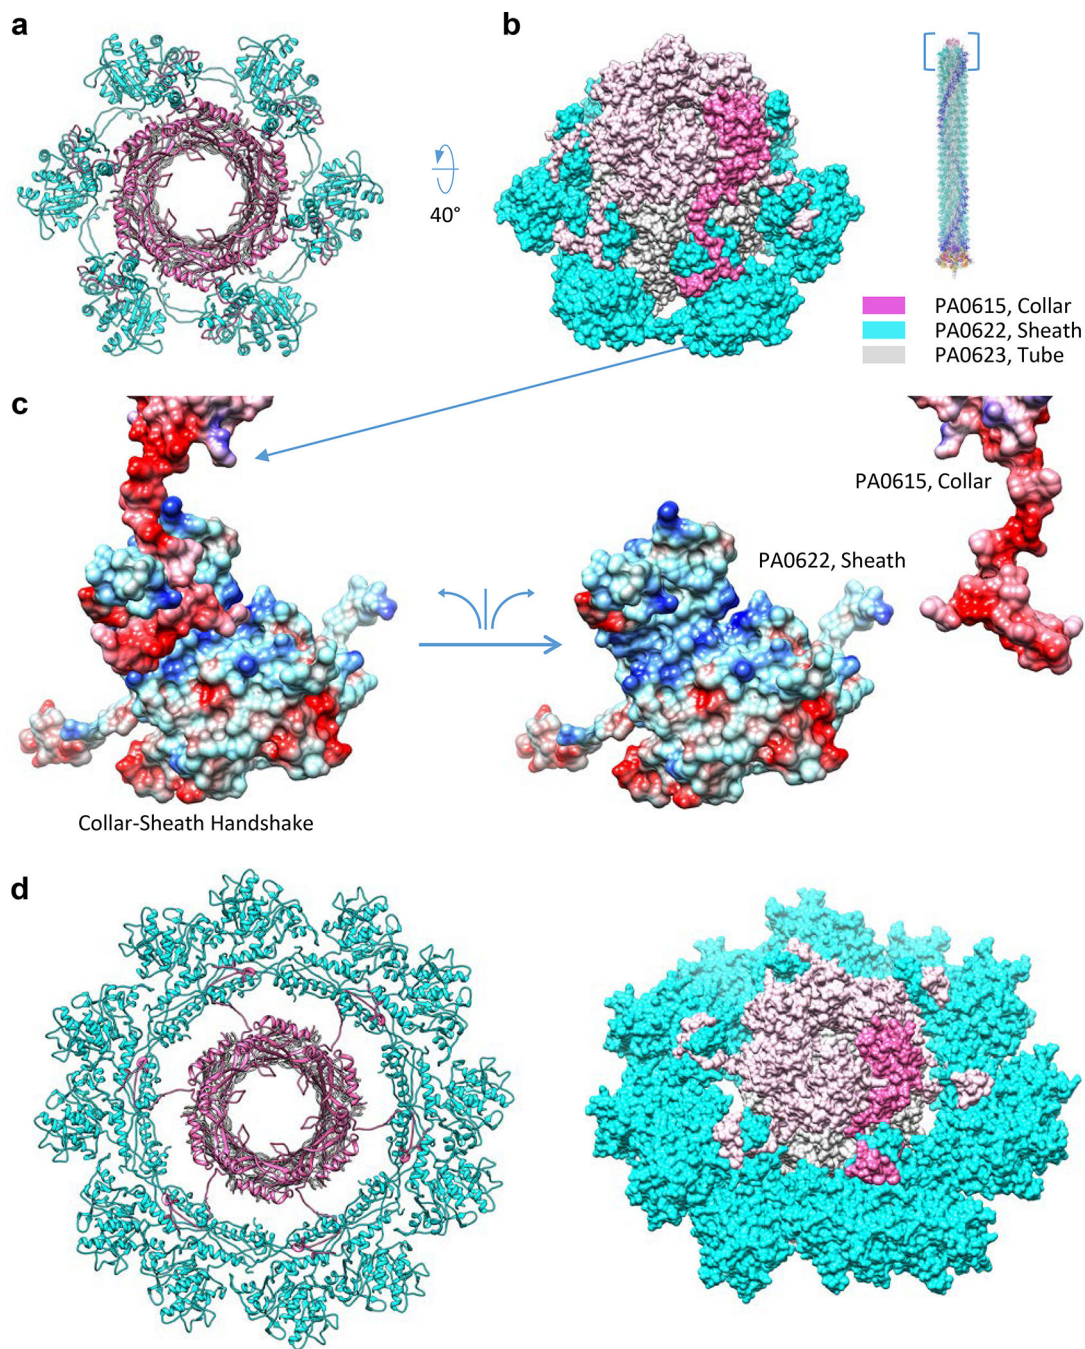 a
b
40°
PA0615, Collar
PA0622, Sheath
PA0623, Tube
c
PA0615, Collar
PA0622, Sheath
Collar-Sheath Handshake
d